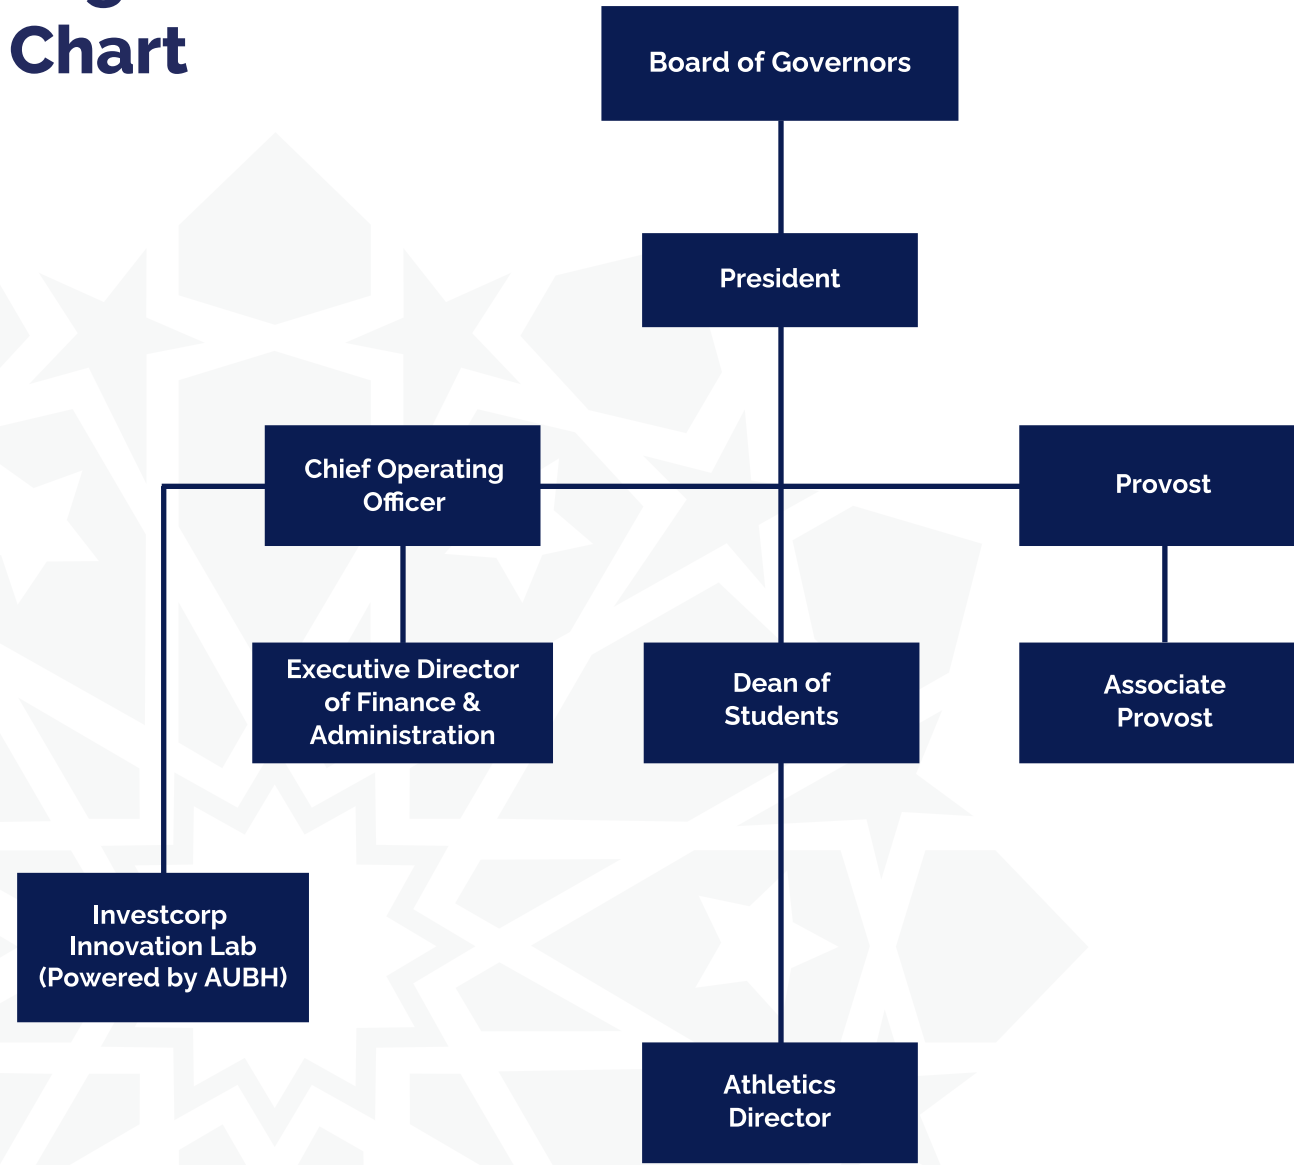 Chart
Board of Governors
President
Chief Operating
Officer
Provost
Executive Director
of Finance &
Administration
Dean of
Students
Associate
Provost
Investcorp
Innovation Lab
(Powered by AUBH)
Athletics
Director